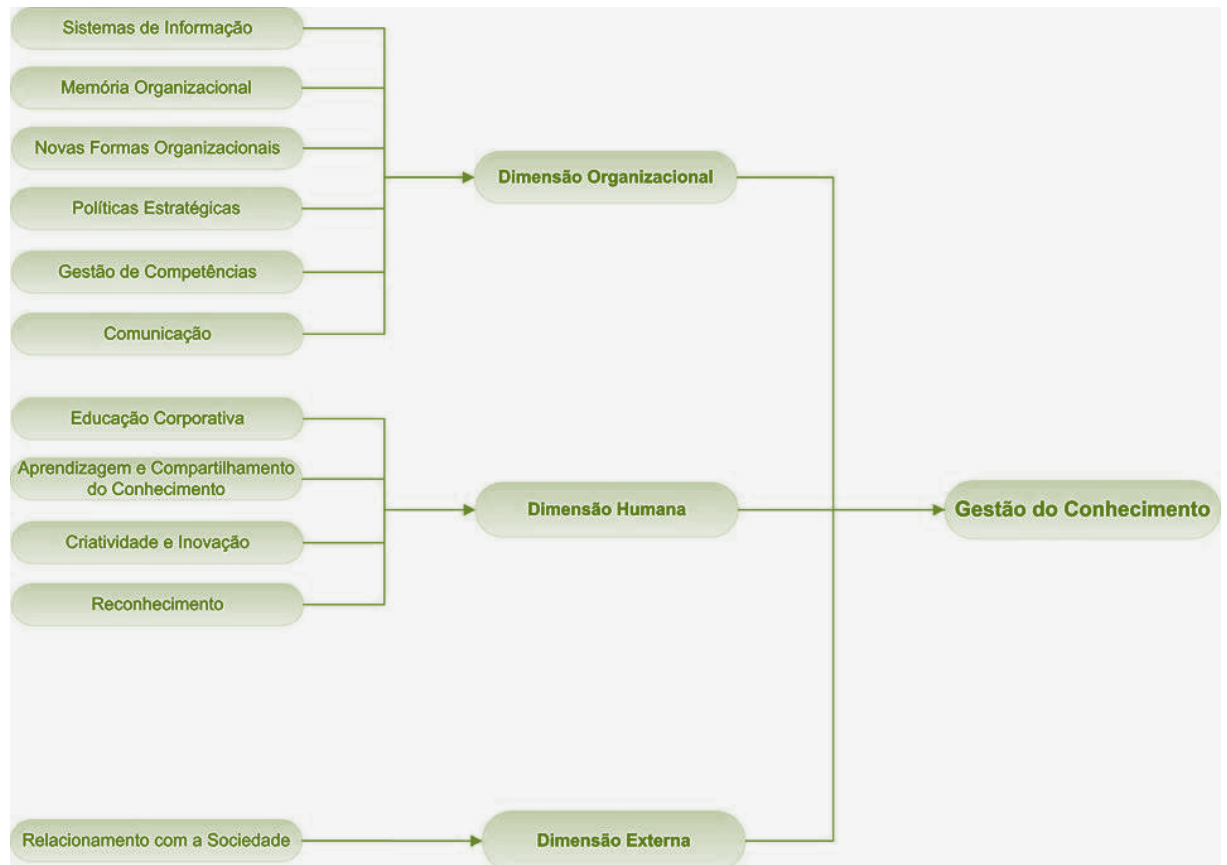 Sistemas de Informação
Memória Organizacional
Novas Formas Organizacionais
Políticas Estratégicas
Gestão de Competências
Comunicação
Dimensão Organizacional
Educação Corporativa
Aprendizagem e Compartilhamento
do Conhecimento
Criatividade e Inovação
Reconhecimento
Dimensão Humana
Relacionamento com a Sociedade
Dimensão Externa
Gestão do Conhecimento